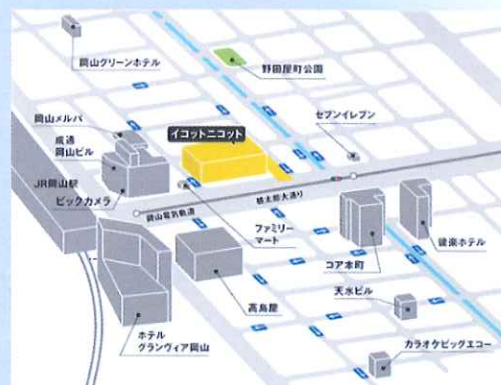 岡山グリーンホテル
野田屋町公園
岡山メルパ
イコットニコット
セブンイレブン
成通
岡山ビル
JR岡山駅
ビックカメラ
岡山電気軌道
桃太郎大通り
ファミリー
マート
コア本町
健楽ホテル
高島屋
天水ビル
ホテル
グランヴィア岡山
カラオケビッグエコー